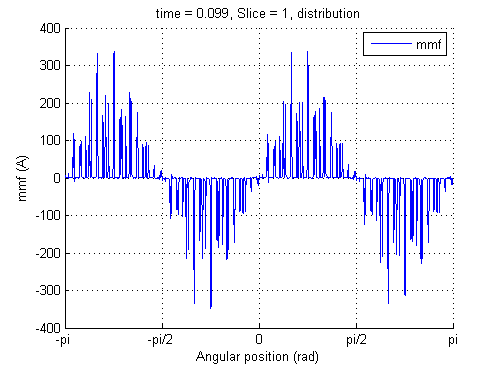 time = 0.099, Slice = 1, distribution
mmf
400
300
200
100
0
-100
-200
-300
-400
mmf (A)
-pi -pi/2 0 pi/2 pi
Angular position (rad)